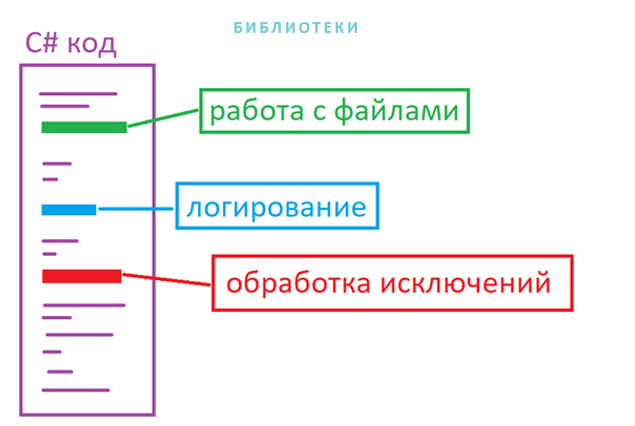 БИБЛИОТЕКИ
C# код
работа с файлами
логирование
обработка исключений